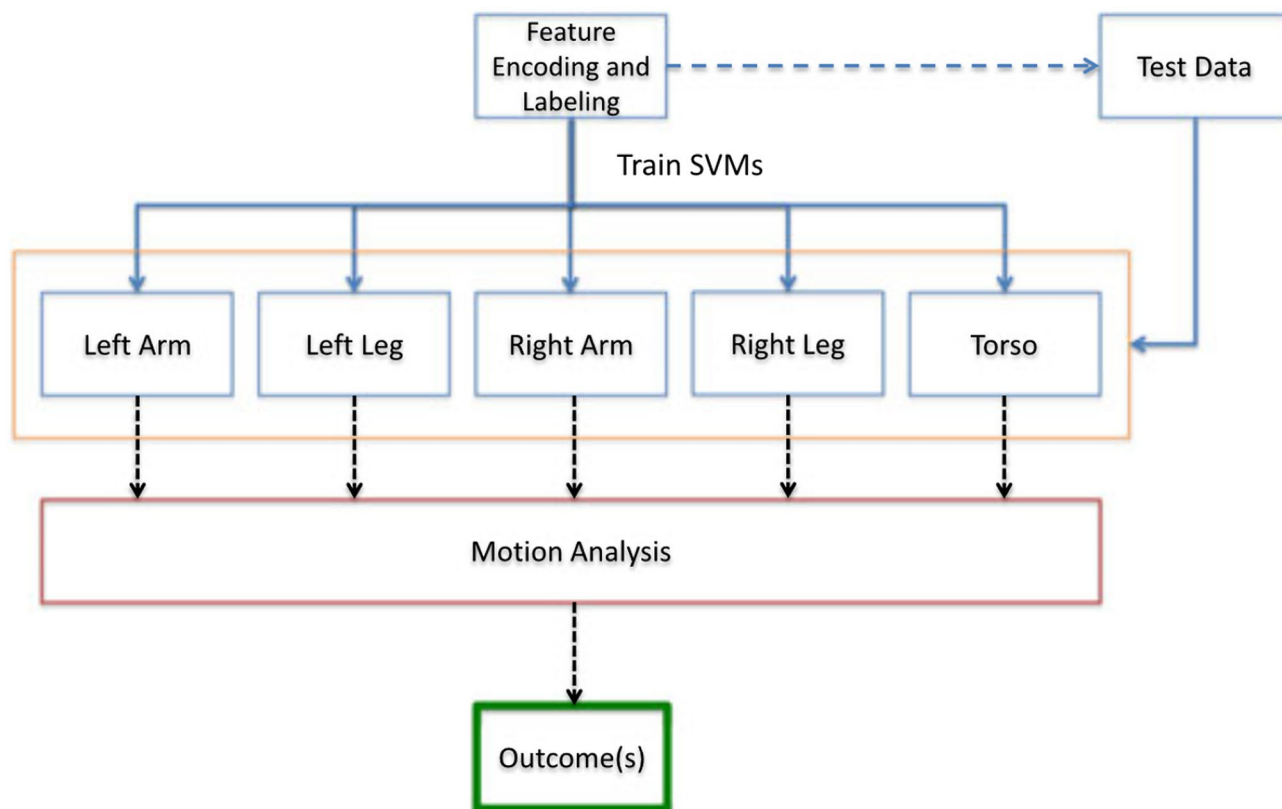 Feature
Encoding and
Labeling
Test Data
Train SVMs
Left Arm
Left Leg
Right Arm
Right Leg
Torso
Motion Analysis
Outcome(s)